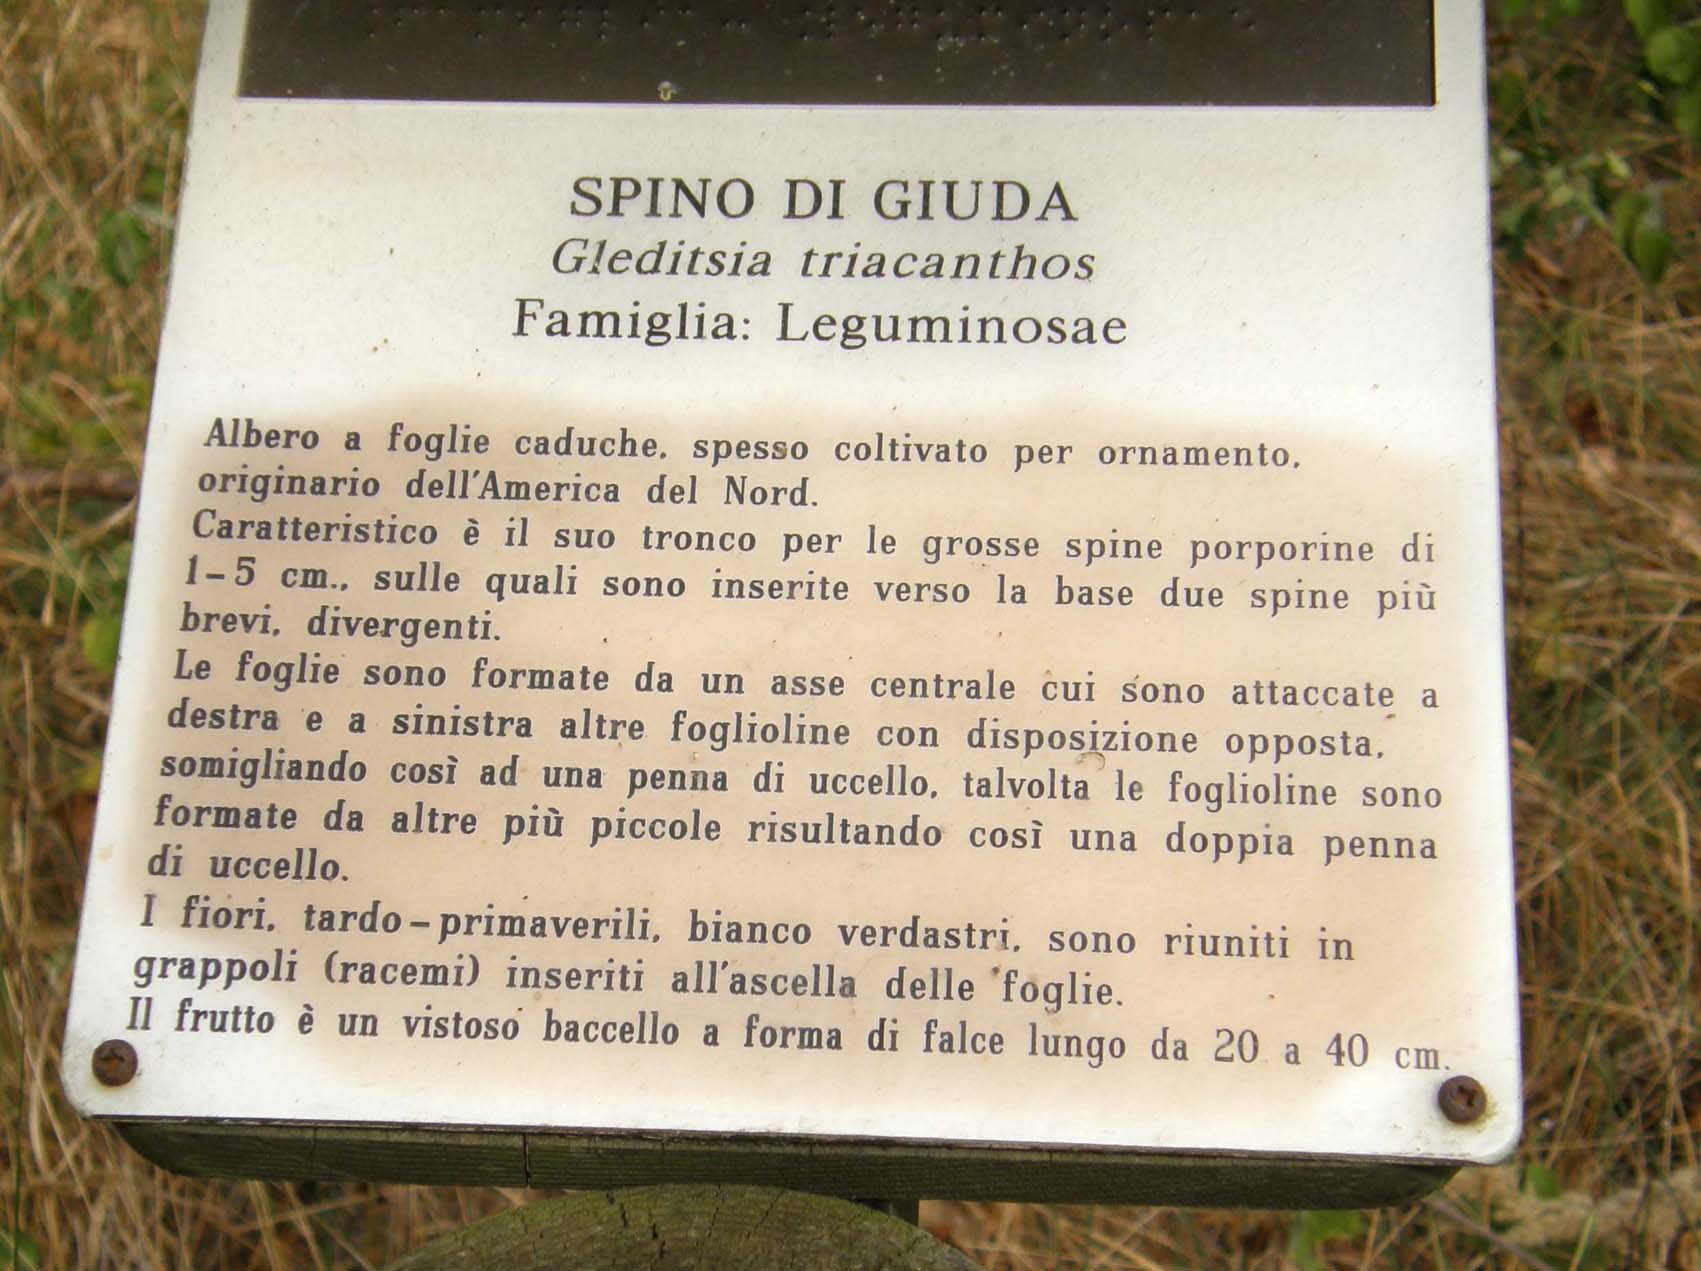 SPINO DI GIUDA
Gleditsia triacanthos
Famiglia: Leguminosae
Albero a foglie caduche, spesso coltivato per ornamento,
originario dell'America del Nord.
Caratteristico è il suo tronco per le grosse spine porporine di
1-5 cm., sulle quali sono inserite verso la base due spine più
brevi, divergenti.
Le foglie sono formate da un asse centrale cui sono attaccate a
destra e a sinistra altre foglioline con disposizione opposta,
somigliando così ad una penna di uccello, talvolta le foglioline sono
formate da altre più piccole risultando così una doppia penna
di uccello.
I fiori, tardo-primaverili, bianco verdastri, sono riuniti in
grappoli (racemi) inseriti all'ascella delle foglie.
Il frutto è un vistoso baccello a forma di falce lungo da 20 a 40 cm.